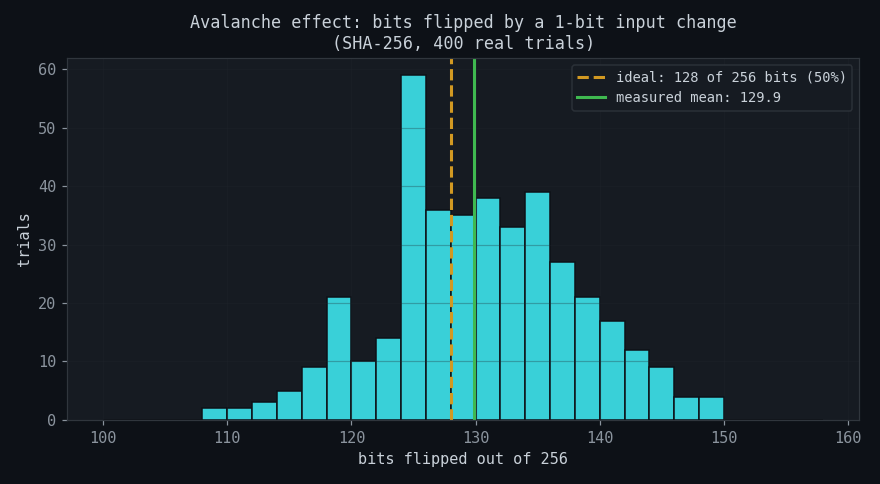 Avalanche effect: bits flipped by a 1-bit input change
(SHA-256, 400 real trials)
ideal: 128 of 256 bits (50%)
measured mean: 129.9
60
50
40
30
20
10
0
trials
100 110 120 130 140 150 160
bits flipped out of 256